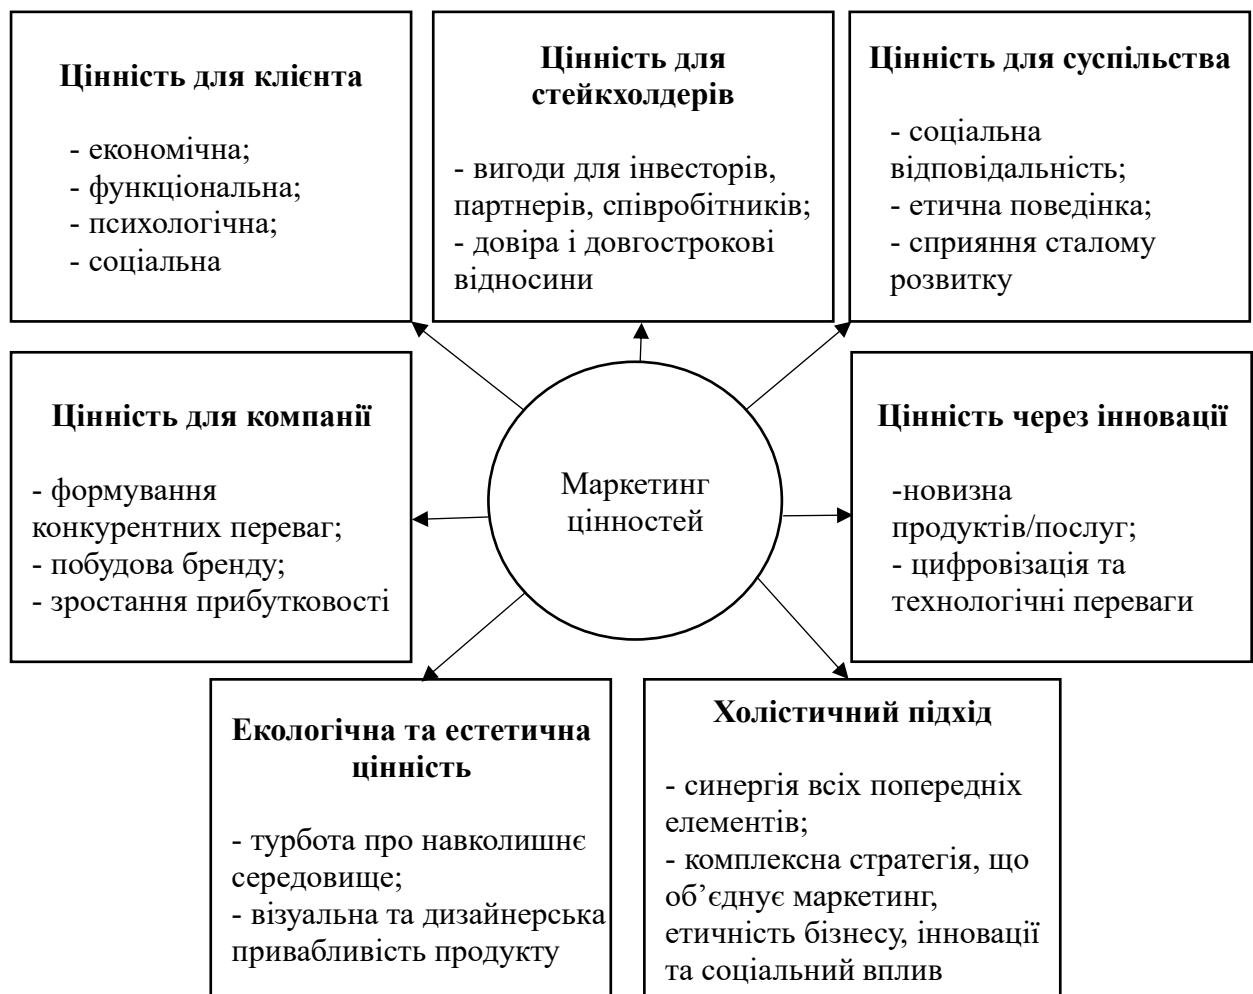 Цінність для клієнта
- економічна;
- функціональна;
- психологічна;
- соціальна
Цінність для
стейкхолдерів
- вигоди для інвесторів,
партнерів, співробітників;
- довіра і довгострокові
відносини
Цінність для суспільства
- соціальна
відповідальність;
- етична поведінка;
- сприяння сталому
розвитку
Цінність для компанії
- формування
конкурентних переваг;
- побудова бренду;
- зростання прибутковості
Маркетинг
цінностей
Цінність через інновації
-новизна
продуктів/послуг;
- цифровізація та
технологічні переваги
Екологічна та естетична
цінність
- турбота про навколишнє
середовище;
- візуальна та дизайнерська
привабливість продукту
Холістичний підхід
- синергія всіх попередніх
елементів;
- комплексна стратегія, що
об’єднує маркетинг,
етичність бізнесу, інновації
та соціальний вплив